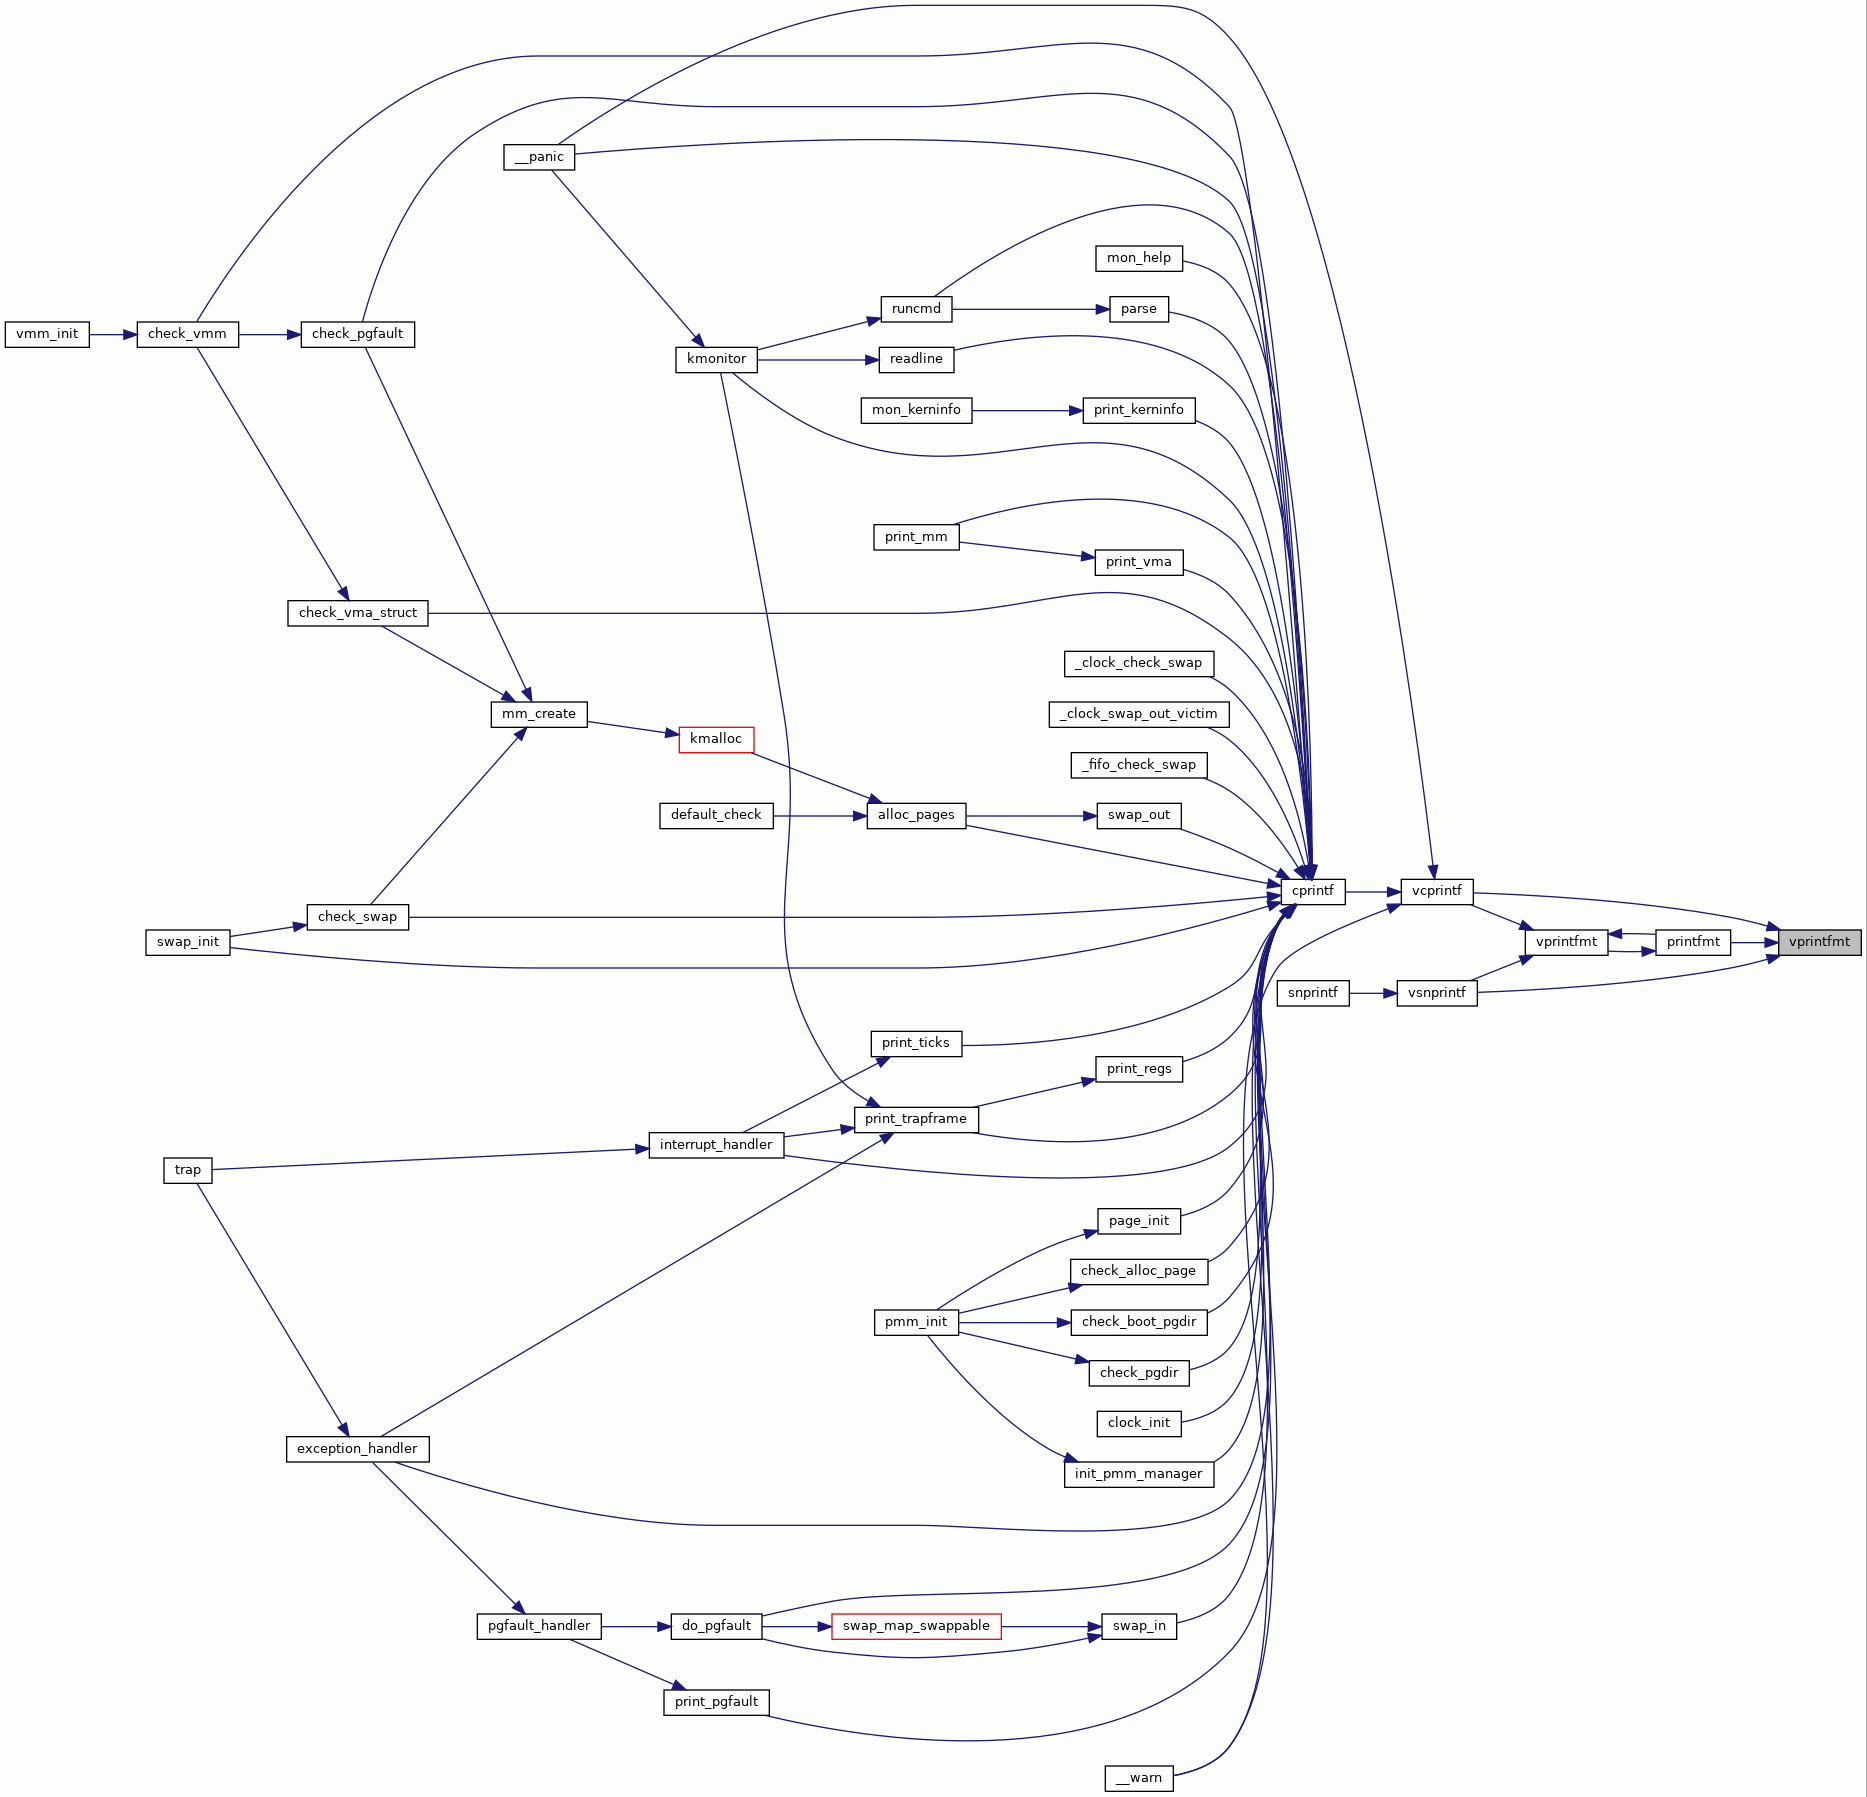 __panic
mon_help
runcmd
parse
vmm_init
check_vmm
check_pgfault
kmonitor
readline
mon_kerninfo
print_kerninfo
print_mm
print_vma
check_vma_struct
_clock_check_swap
mm_create
_clock_swap_out_victim
kmalloc
_fifo_check_swap
default_check
alloc_pages
swap_out
cprintf
vcprintf
check_swap
swap_init
vprintfmt
printfmt
vprintfmt
snprintf
vsnprintf
print_ticks
print_regs
print_trapframe
interrupt_handler
trap
page_init
check_alloc_page
pmm_init
check_boot_pgdir
check_pgdir
clock_init
exception_handler
init_pmm_manager
pgfault_handler
do_pgfault
swap_map_swappable
swap_in
print_pgfault
__warn